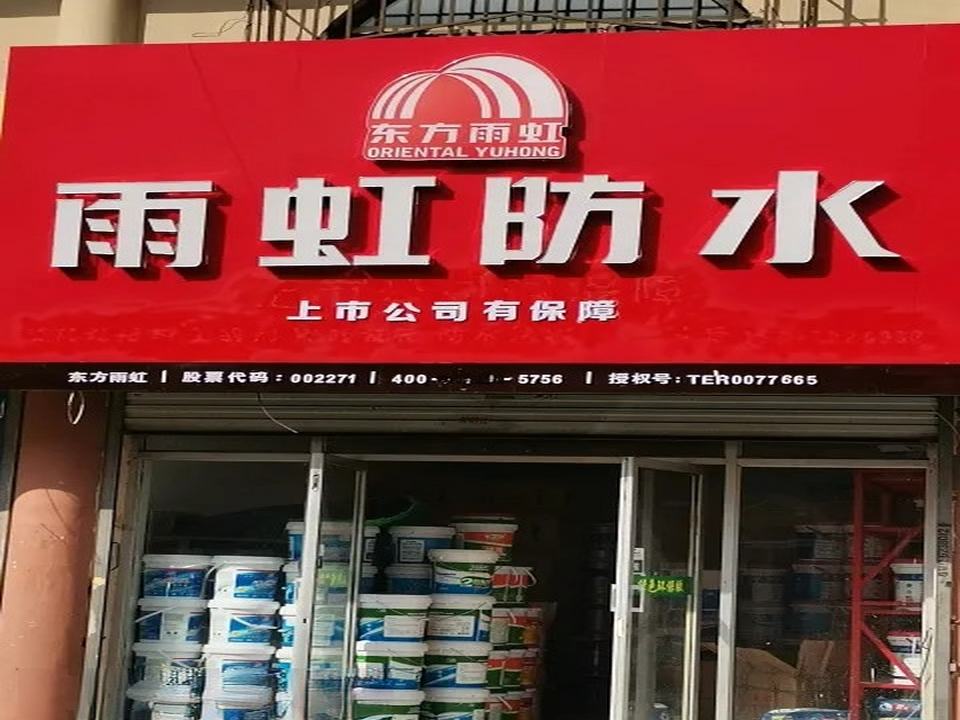 东方雨虹
ORIENTAL YUHONG
雨虹防水
上市公司有保障
东方雨虹 | 股票代码：002271 | 400- -5756 | 授权号：TER0077665